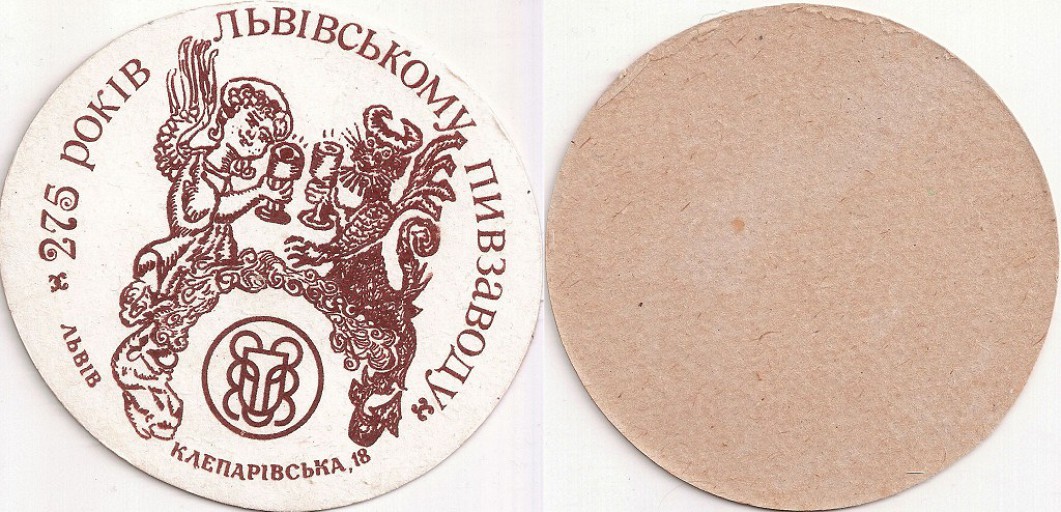 275 РОКІВ ЛЬВІВСЬКОМУ ПИВЗАВОДУ
ЛЬВІВ
КЛЕПАРІВСЬКА, 18